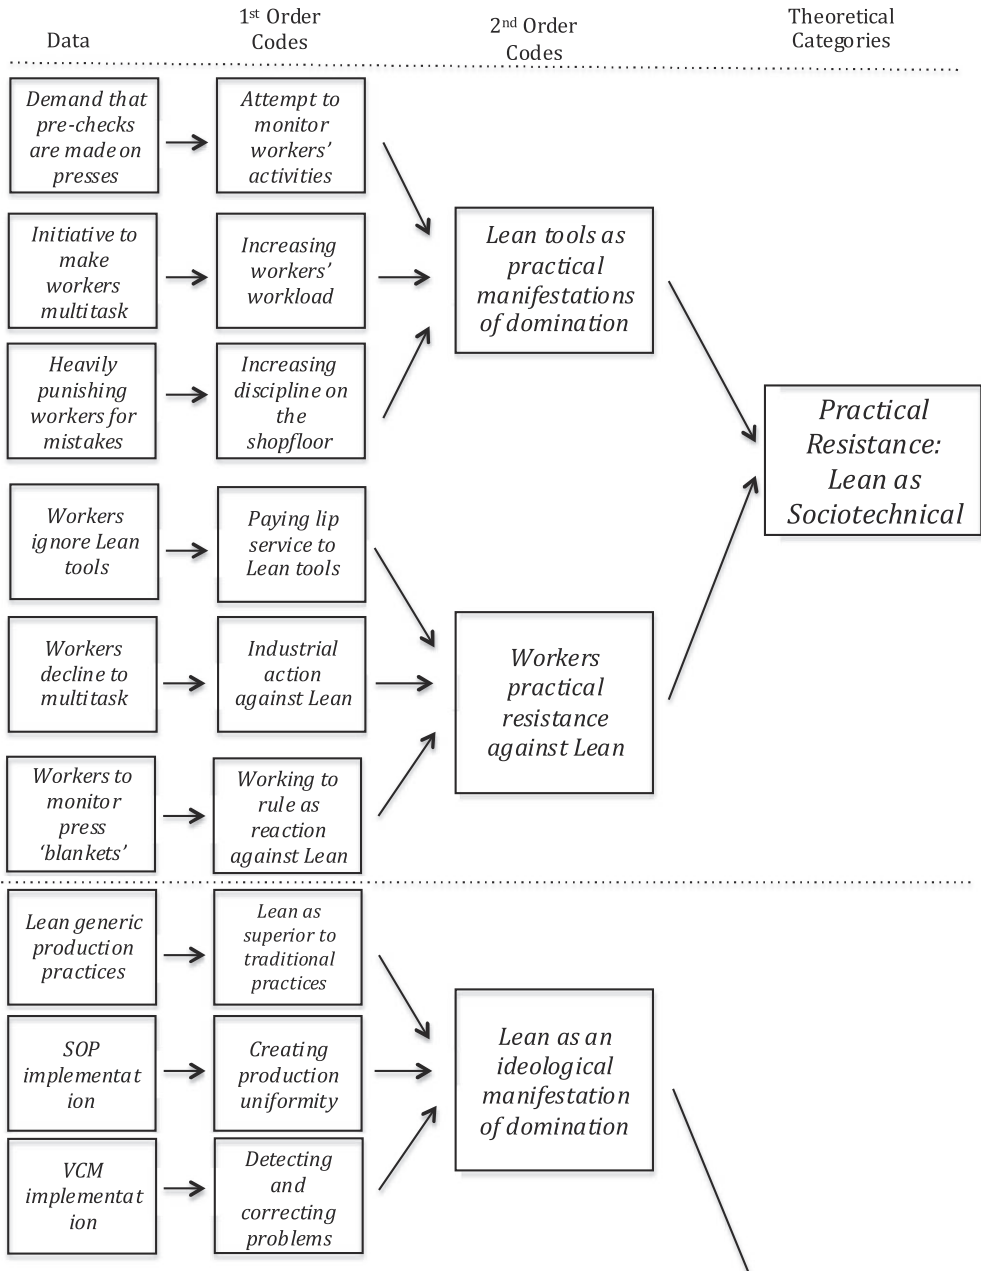 Data
1st Order
Codes
2nd Order
Codes
Theoretical
Categories
Demand that
pre-checks
are made on
presses
Attempt to
monitor
workers’
activities
Initiative to
make
workers
multitask
Increasing
workers’
workload
Heavily
punishing
workers for
mistakes
Increasing
discipline on
the
shopfloor
Lean tools as
practical
manifestations
of domination
Workers
ignore Lean
tools
Paying lip
service to
Lean tools
Workers
decline to
multitask
Industrial
action
against Lean
Workers to
monitor
press
‘blankets’
Working to
rule as
reaction
against Lean
Workers
practical
resistance
against Lean
Practical
Resistance:
Lean as
Sociotechnical
Lean generic
production
practices
Lean as
superior to
traditional
practices
SOP
implementat
ion
Creating
production
uniformity
VCM
implementat
ion
Detecting
and
correcting
problems
Lean as an
ideological
manifestation
of domination